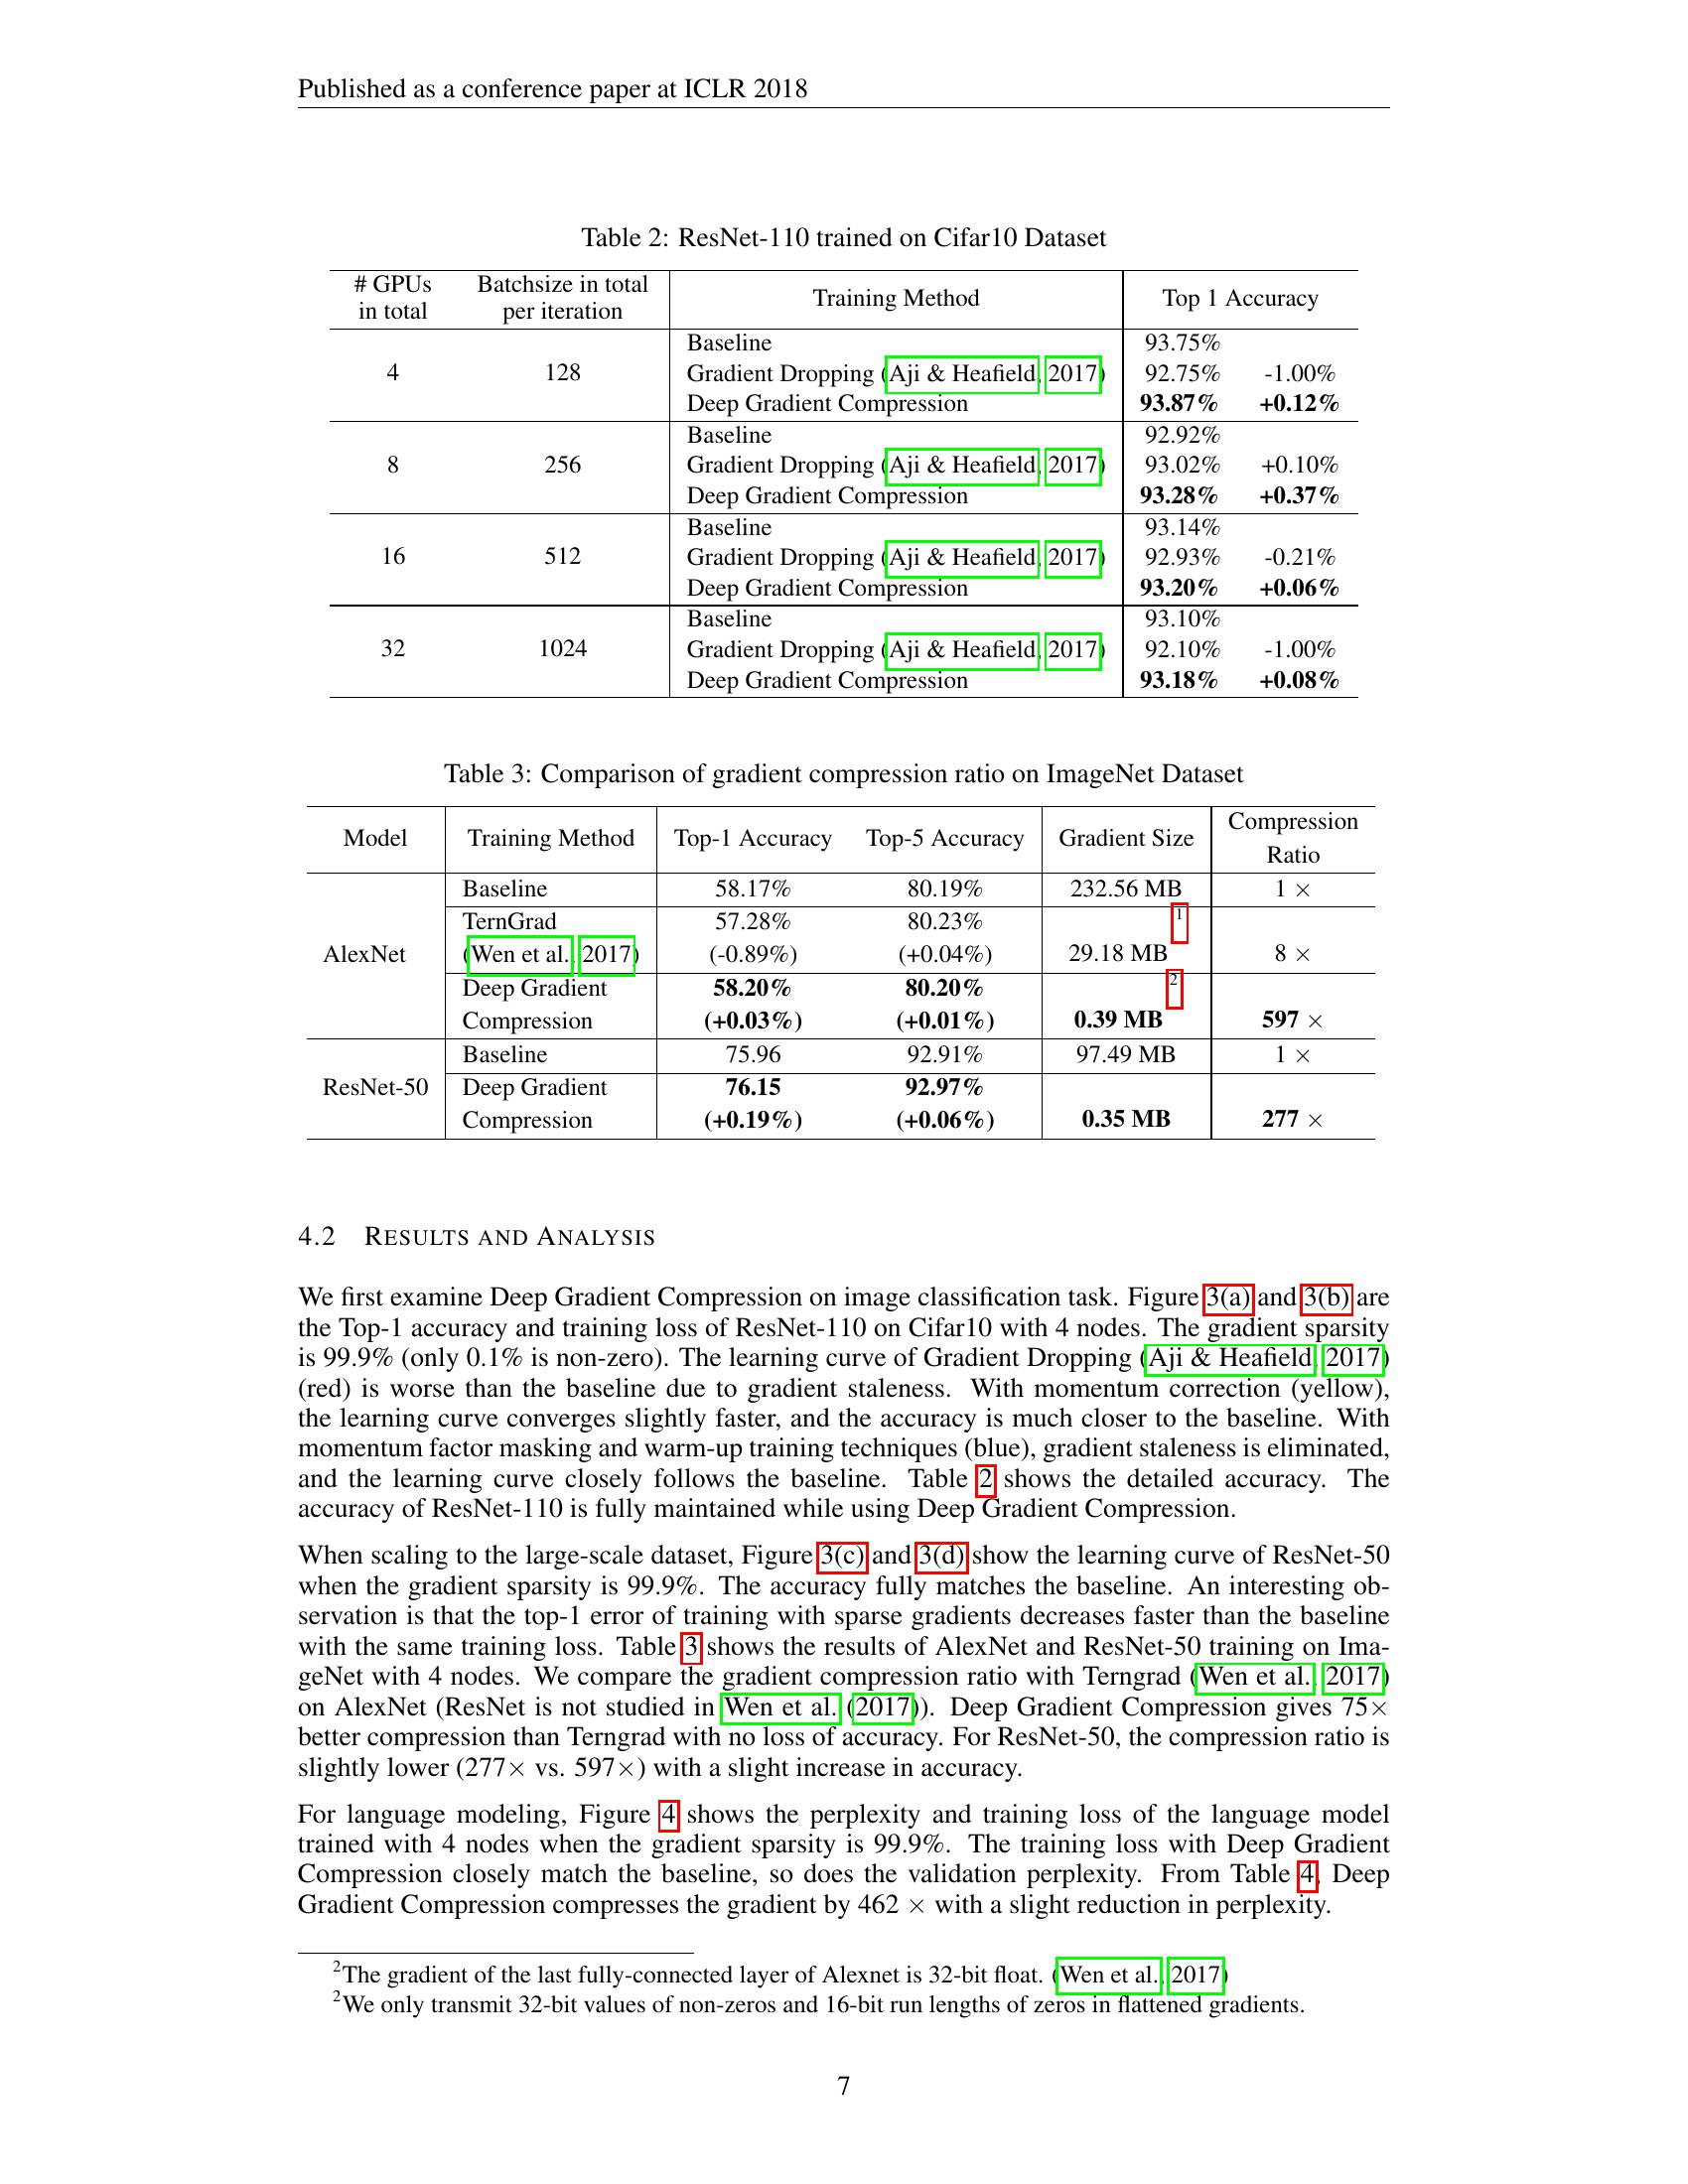 Published as a conference paper at ICLR 2018
Table 2: ResNet-110 trained on Cifar10 Dataset
# GPUs in total Batchsize in total per iteration Training Method Top 1 Accuracy
4 128 Baseline 93.75%
Gradient Dropping (Aji & Heafield, 2017) 92.75% -1.00%
Deep Gradient Compression 93.87% +0.12%
8 256 Baseline 92.92%
Gradient Dropping (Aji & Heafield, 2017) 93.02% +0.10%
Deep Gradient Compression 93.28% +0.37%
16 512 Baseline 93.14%
Gradient Dropping (Aji & Heafield, 2017) 92.93% -0.21%
Deep Gradient Compression 93.20% +0.06%
32 1024 Baseline 93.10%
Gradient Dropping (Aji & Heafield, 2017) 92.10% -1.00%
Deep Gradient Compression 93.18% +0.08%
Table 3: Comparison of gradient compression ratio on ImageNet Dataset
Model Training Method Top-1 Accuracy Top-5 Accuracy Gradient Size Compression Ratio
AlexNet Baseline 58.17% 80.19% 232.56 MB 1 ×
TernGrad 57.28% 80.23%
(Wen et al., 2017) (-0.89%) (+0.04%) 29.18 MB 1 8 ×
Deep Gradient 58.20% 80.20%
Compression (+0.03%) (+0.01%) 0.39 MB 2 597 ×
ResNet-50 Baseline 75.96 92.91% 97.49 MB 1 ×
Deep Gradient 76.15 92.97%
Compression (+0.19%) (+0.06%) 0.35 MB 277 ×
4.2 RESULTS AND ANALYSIS
We first examine Deep Gradient Compression on image classification task. Figure 3(a) and 3(b) are
the Top-1 accuracy and training loss of ResNet-110 on Cifar10 with 4 nodes. The gradient sparsity
is 99.9% (only 0.1% is non-zero). The learning curve of Gradient Dropping (Aji & Heafield, 2017)
(red) is worse than the baseline due to gradient staleness. With momentum correction (yellow),
the learning curve converges slightly faster, and the accuracy is much closer to the baseline. With
momentum factor masking and warm-up training techniques (blue), gradient staleness is eliminated,
and the learning curve closely follows the baseline. Table 2 shows the detailed accuracy. The
accuracy of ResNet-110 is fully maintained while using Deep Gradient Compression.
When scaling to the large-scale dataset, Figure 3(c) and 3(d) show the learning curve of ResNet-50
when the gradient sparsity is 99.9%. The accuracy fully matches the baseline. An interesting ob-
servation is that the top-1 error of training with sparse gradients decreases faster than the baseline
with the same training loss. Table 3 shows the results of AlexNet and ResNet-50 training on Ima-
geNet with 4 nodes. We compare the gradient compression ratio with Terngrad (Wen et al., 2017)
on AlexNet (ResNet is not studied in Wen et al. (2017)). Deep Gradient Compression gives 75×
better compression than Terngrad with no loss of accuracy. For ResNet-50, the compression ratio is
slightly lower (277× vs. 597×) with a slight increase in accuracy.
For language modeling, Figure 4 shows the perplexity and training loss of the language model
trained with 4 nodes when the gradient sparsity is 99.9%. The training loss with Deep Gradient
Compression closely match the baseline, so does the validation perplexity. From Table 4, Deep
Gradient Compression compresses the gradient by 462 × with a slight reduction in perplexity.
2The gradient of the last fully-connected layer of Alexnet is 32-bit float. (Wen et al., 2017)
2We only transmit 32-bit values of non-zeros and 16-bit run lengths of zeros in flattened gradients.
7